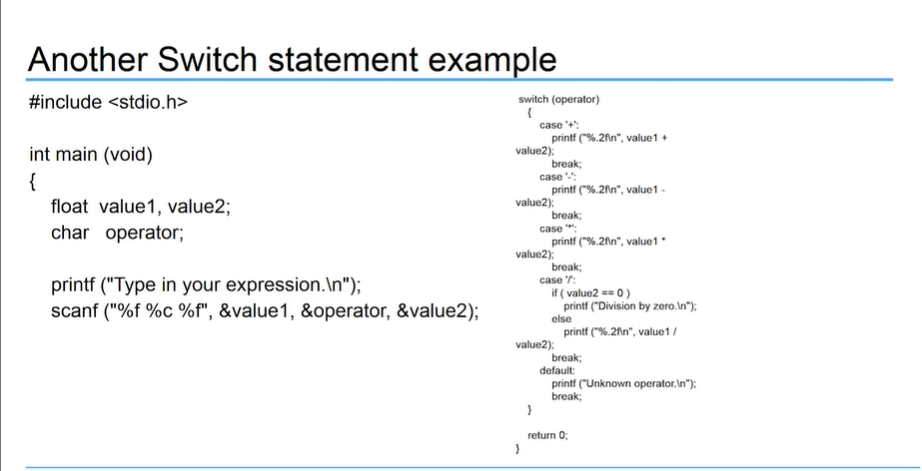 Another Switch statement example
#include <stdio.h>
int main (void)
{
float value1, value2;
char operator;
printf ("Type in your expression.\n");
scanf ("%f %c %f", &value1, &operator, &value2);
switch (operator)
{
case '+':
printf ("%.2f\n", value1 +
value2);
break;
case '-':
printf ("%.2f\n", value1 -
value2);
break;
case '*':
printf ("%.2f\n", value1 *
value2);
break;
case '/':
if ( value2 == 0 )
printf ("Division by zero.\n");
else
printf ("%.2f\n", value1 /
value2);
break;
default:
printf ("Unknown operator.\n");
break;
}
return 0;
}